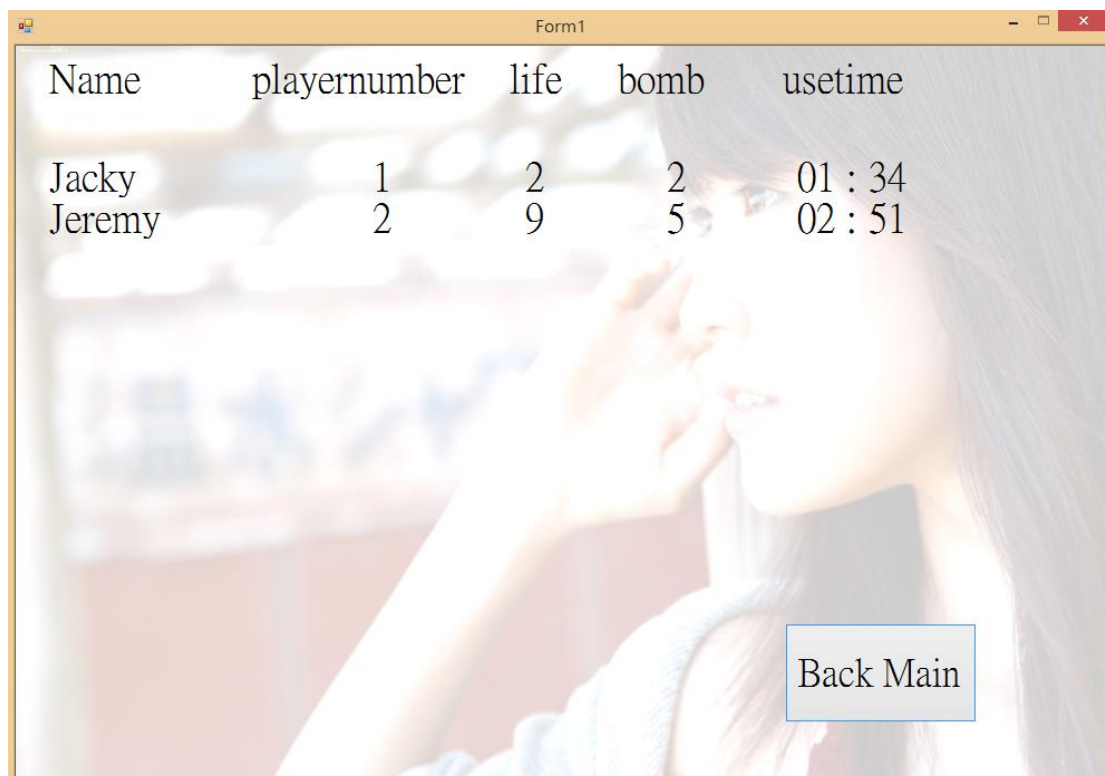 Form1
Name playernumber life bomb usetime
Jacky 1 2 2 01 : 34
Jeremy 2 9 5 02 : 51
Back Main